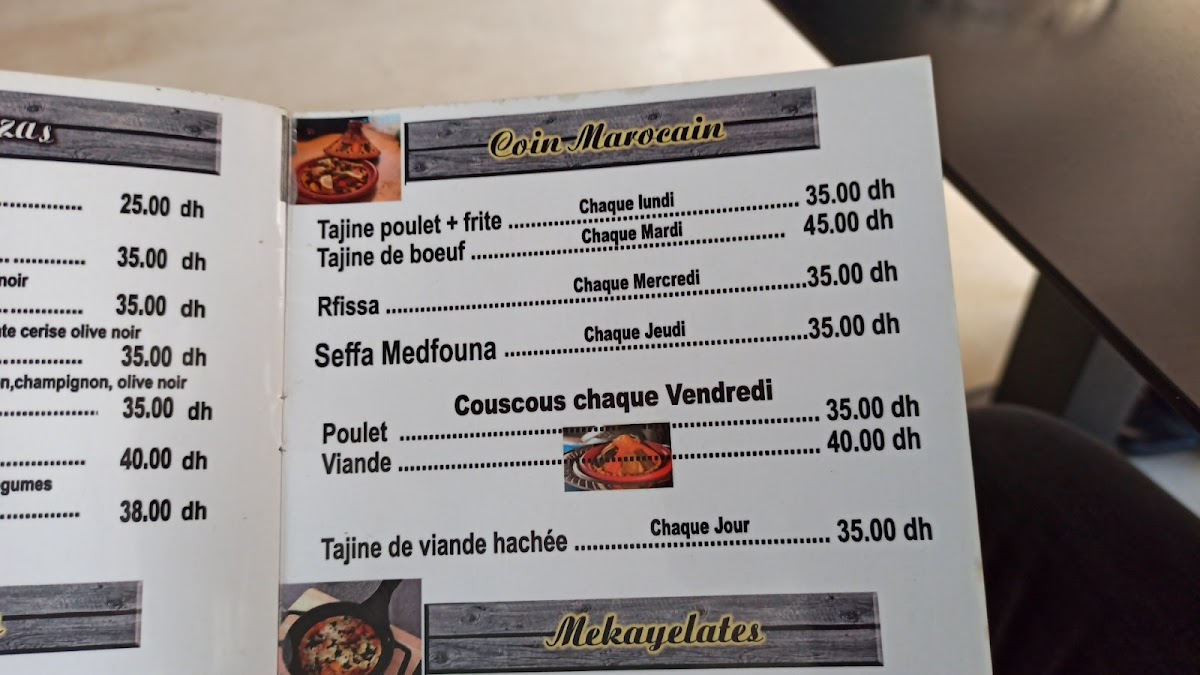 25.00 dh
35.00 dh
noir
35.00 dh
cerise olive noir
35.00 dh
champignon, olive noir
35.00 dh
40.00 dh
38.00 dh
Coin Marocain
Tajine poulet + frite ........ Chaque lundi ........ 35.00 dh
Tajine de boeuf ........ Chaque Mardi ........ 45.00 dh
Rfissa ........ Chaque Mercredi ........ 35.00 dh
Seffa Medfouna ........ Chaque Jeudi ........ 35.00 dh
Couscous chaque Vendredi
Poulet ........ 35.00 dh
Viande ........ 40.00 dh
Tajine de viande hachée ........ Chaque Jour ........ 35.00 dh
Mekayelates